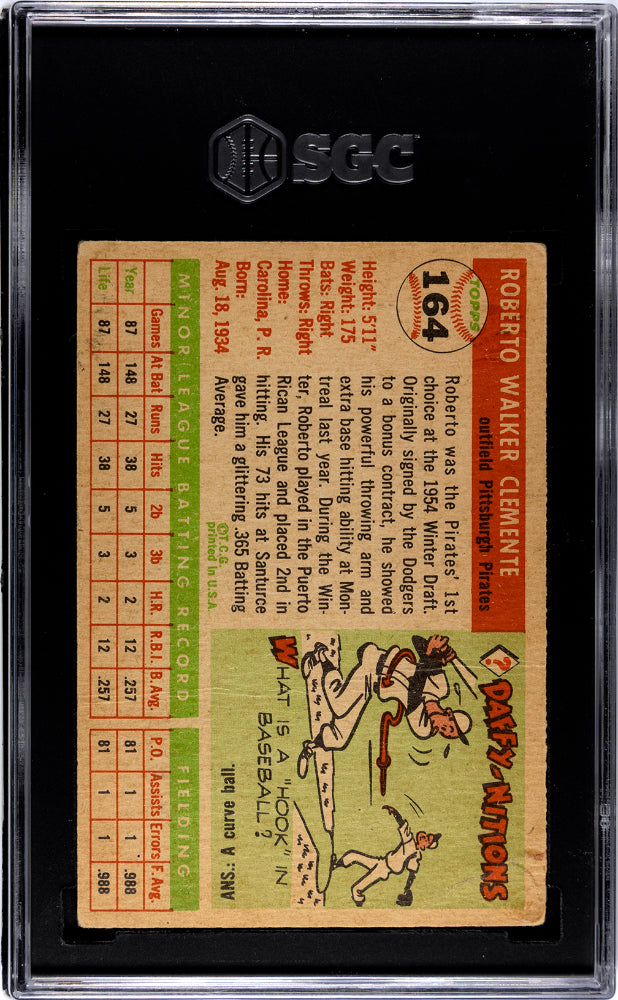 SGC
ROBERTO WALKER CLEMENTE
outfield Pittsburgh Pirates
TOPPS
164
Height: 5'11"
Weight: 175
Bats: Right
Throws: Right
Home:
Carolina, P. R.
Born:
Aug. 18, 1934
Roberto was the Pirates' 1st
choice at the 1954 Winter Draft.
Originally signed by the Dodgers
to a bonus contract, he showed
his powerful throwing arm and
extra base hitting ability at Mon-
treal last year. During the Win-
ter, Roberto played in the Puerto
Rican League and placed 2nd in
hitting. His 73 hits at Santurce
gave him a glittering .365 Batting
Average.
©T.C.G.
printed in U.S.A.
?
DAFFY-NITIONS
WHAT IS A "HOOK" IN
BASEBALL?
ANS.: A curve ball.
MINOR LEAGUE BATTING RECORD
FIELDING
Games At Bat Runs Hits 2b 3b H.R. R.B.I. B.Avg. P.O. Assists Errors F. Avg.
Year 87 148 27 38 5 3 2 12 .257 81 1 1 .988
Life 87 148 27 38 5 3 2 12 .257 81 1 1 .988